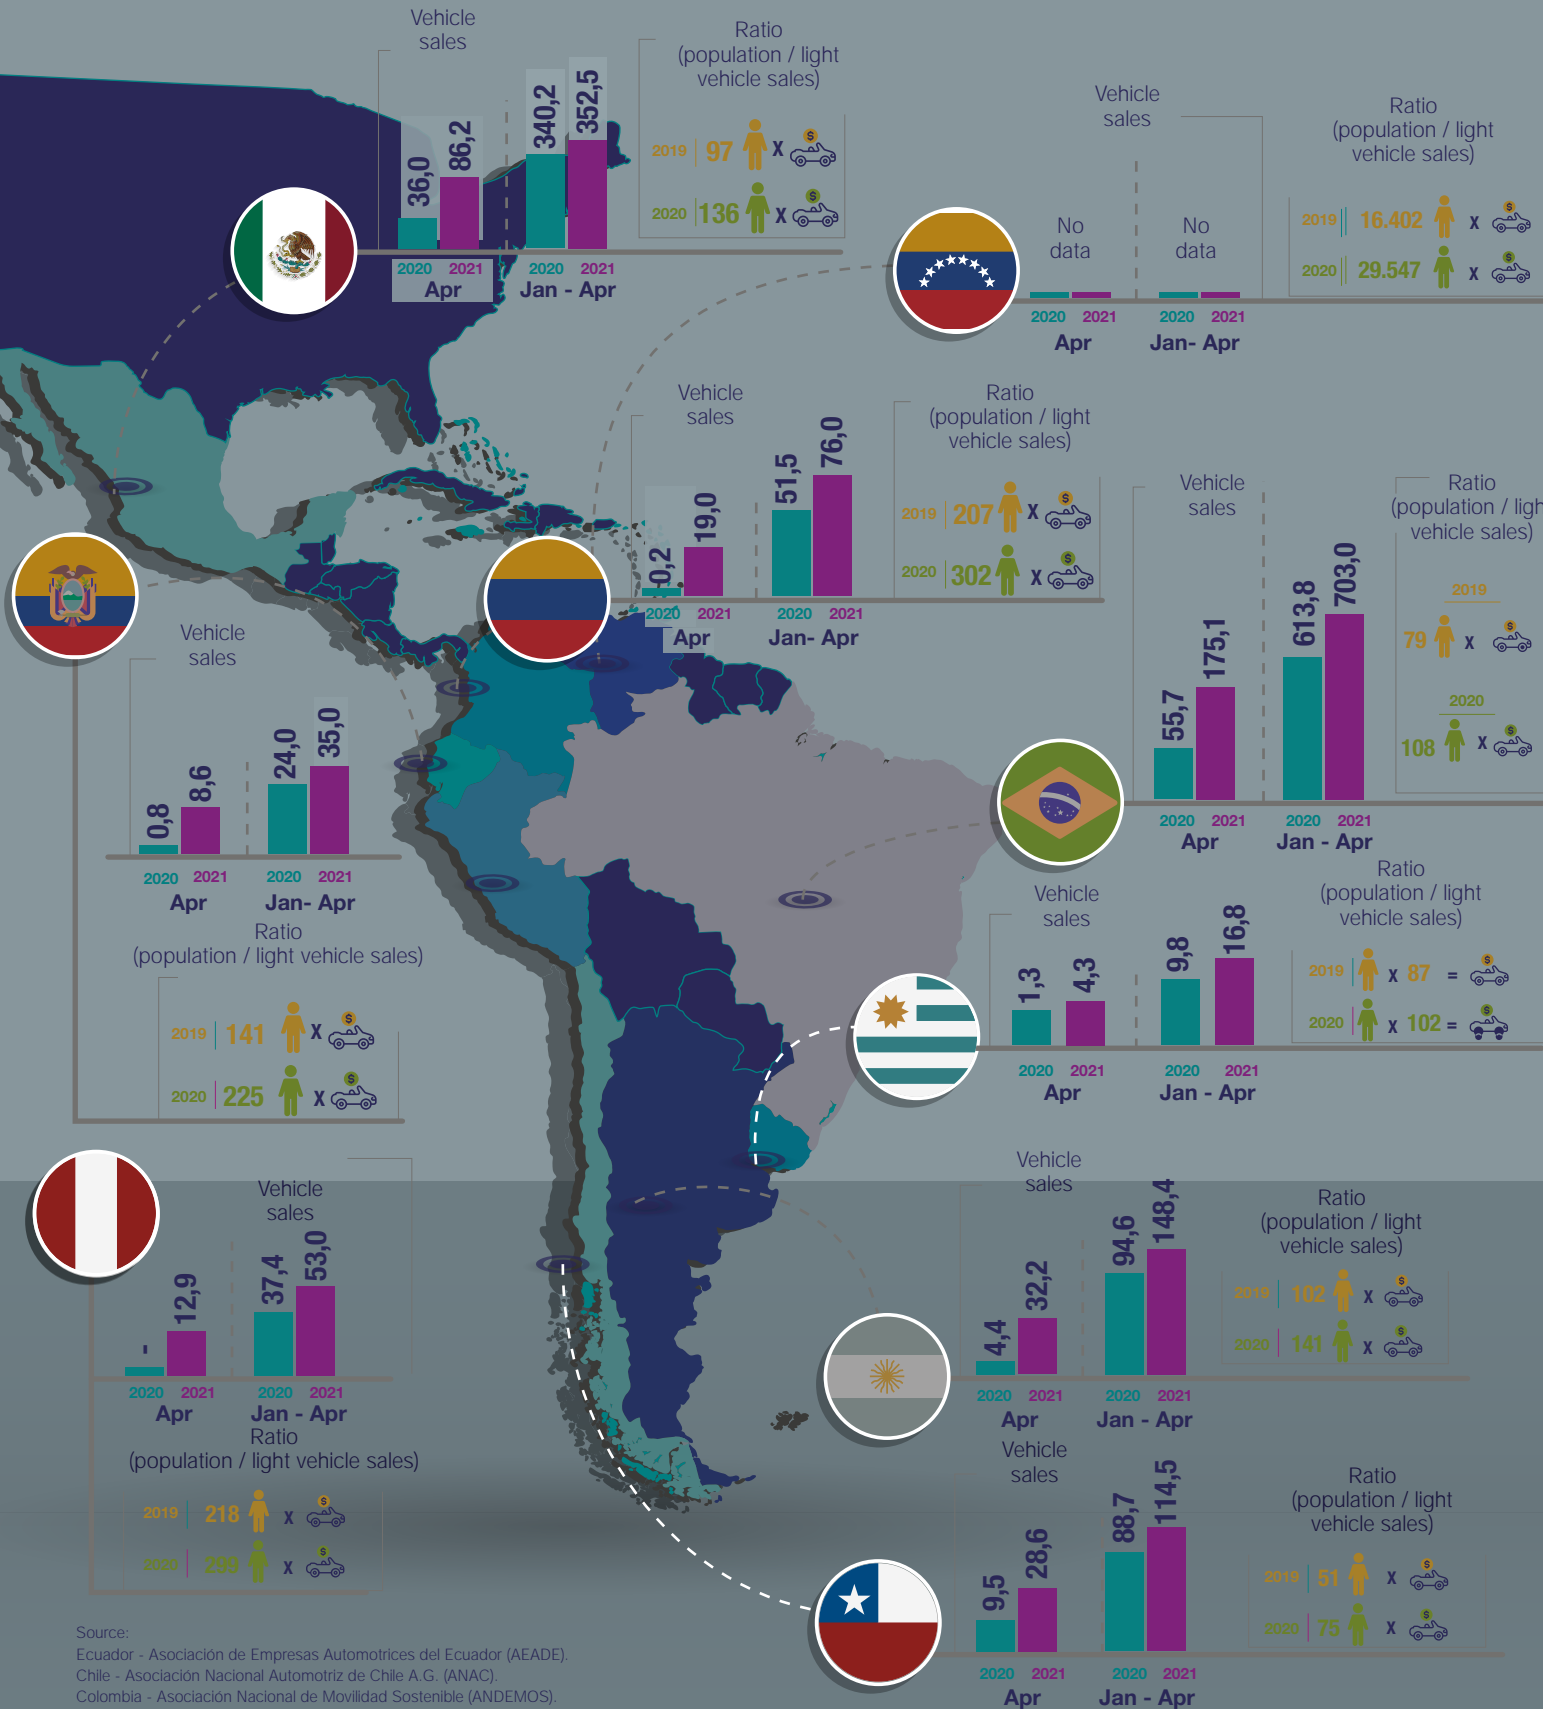 Vehicle
sales
36,0
86,2
340,2
352,5
2020 2021
Apr
2020 2021
Jan - Apr
Ratio
(population / light
vehicle sales)
2019 97 X
2020 136 X
Vehicle
sales
No
data
No
data
2020 2021
Apr
2020 2021
Jan- Apr
Ratio
(population / light
vehicle sales)
2019 16.402 X
2020 29.547 X
Vehicle
sales
0,2
19,0
51,5
76,0
2020 2021
Apr
2020 2021
Jan- Apr
Ratio
(population / light
vehicle sales)
2019 207 X
2020 302 X
Vehicle
sales
55,7
175,1
613,8
703,0
2020 2021
Apr
2020 2021
Jan - Apr
Ratio
(population / ligh
vehicle sales)
2019
79 X
2020
108 X
Vehicle
sales
0,8
8,6
24,0
35,0
2020 2021
Apr
2020 2021
Jan- Apr
Ratio
(population / light vehicle sales)
2019 141 X
2020 225 X
Vehicle
sales
1,3
4,3
9,8
16,8
2020 2021
Apr
2020 2021
Jan - Apr
Ratio
(population / light
vehicle sales)
2019 X 87 =
2020 X 102 =
Vehicle
sales
-
12,9
37,4
53,0
2020 2021
Apr
2020 2021
Jan - Apr
Ratio
(population / light vehicle sales)
2019 218 X
2020 299 X
Vehicle
sales
4,4
32,2
94,6
148,4
2020 2021
Apr
2020 2021
Jan - Apr
Ratio
(population / light
vehicle sales)
2019 102 X
2020 141 X
Vehicle
sales
9,5
28,6
88,7
114,5
2020 2021
Apr
2020 2021
Jan - Apr
Ratio
(population / light
vehicle sales)
2019 51 X
2020 75 X
Source:
Ecuador - Asociación de Empresas Automotrices del Ecuador (AEADE).
Chile - Asociación Nacional Automotriz de Chile A.G. (ANAC).
Colombia - Asociación Nacional de Movilidad Sostenible (ANDEMOS).